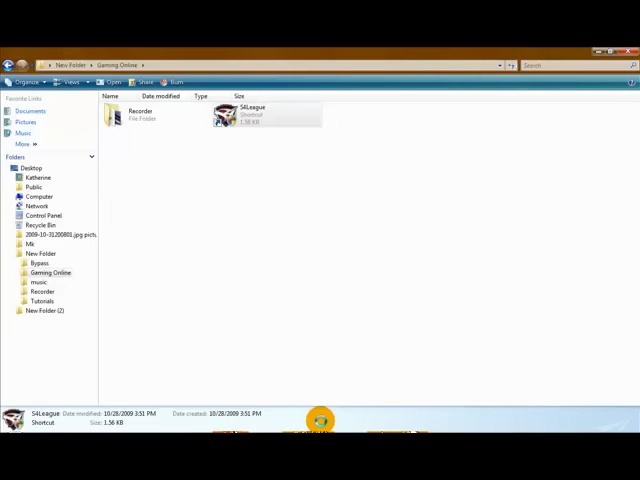 New Folder ▸ Gaming Online ▸
Search
Organize Views Open Share Burn
Favorite Links
Documents
Pictures
Music
More »
Folders
Desktop
Katherine
Public
Computer
Network
Control Panel
Recycle Bin
2009-10-31200801.jpg pictu
Mk
New Folder
Bypass
Gaming Online
music
Recorder
Tutorials
New Folder (2)
Name Date modified Type Size
Recorder
File Folder
S4League
Shortcut
1.56 KB
S4League Date modified: 10/28/2009 3:51 PM Date created: 10/28/2009 3:51 PM
Shortcut Size: 1.56 KB